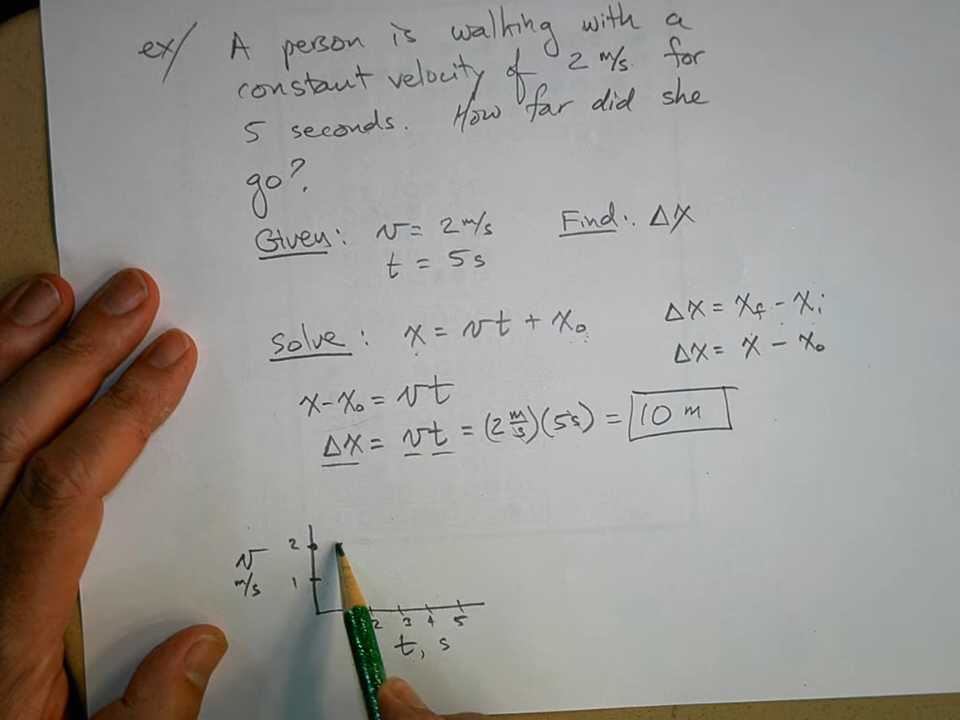 ex/ A person is walking with a
constant velocity of 2 m/s for
5 seconds. How far did she
go?
Given: v = 2 m/s Find: Δx
t = 5 s
Solve: x = vt + x₀ Δx = x_f - x_i
Δx = x - x₀
x - x₀ = vt
Δx = vt = (2 m/s)(5s) = 10 m
2
v
m/s 1
2 3 4 5
t, s